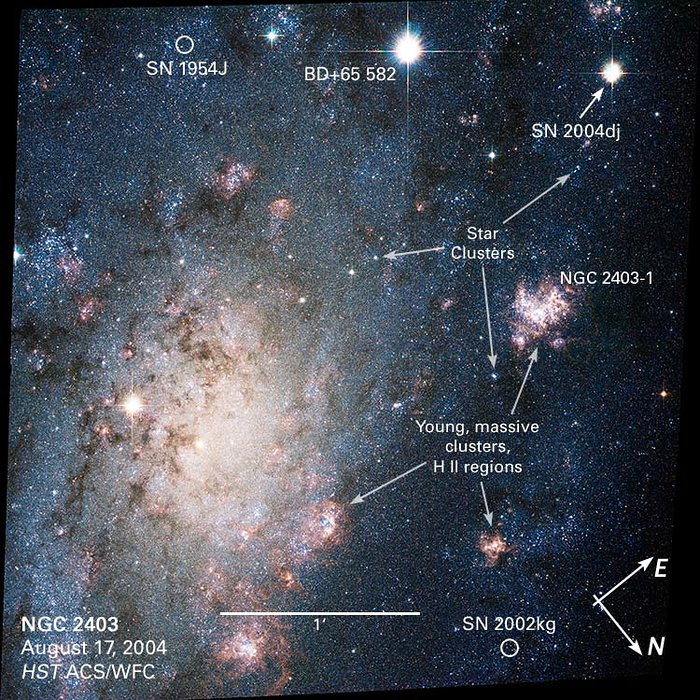 SN 1954J
BD+65 582
SN 2004dj
Star
Clusters
NGC 2403-1
Young, massive
clusters,
H II regions
E
N
1'
SN 2002kg
NGC 2403
August 17, 2004
HST ACS/WFC